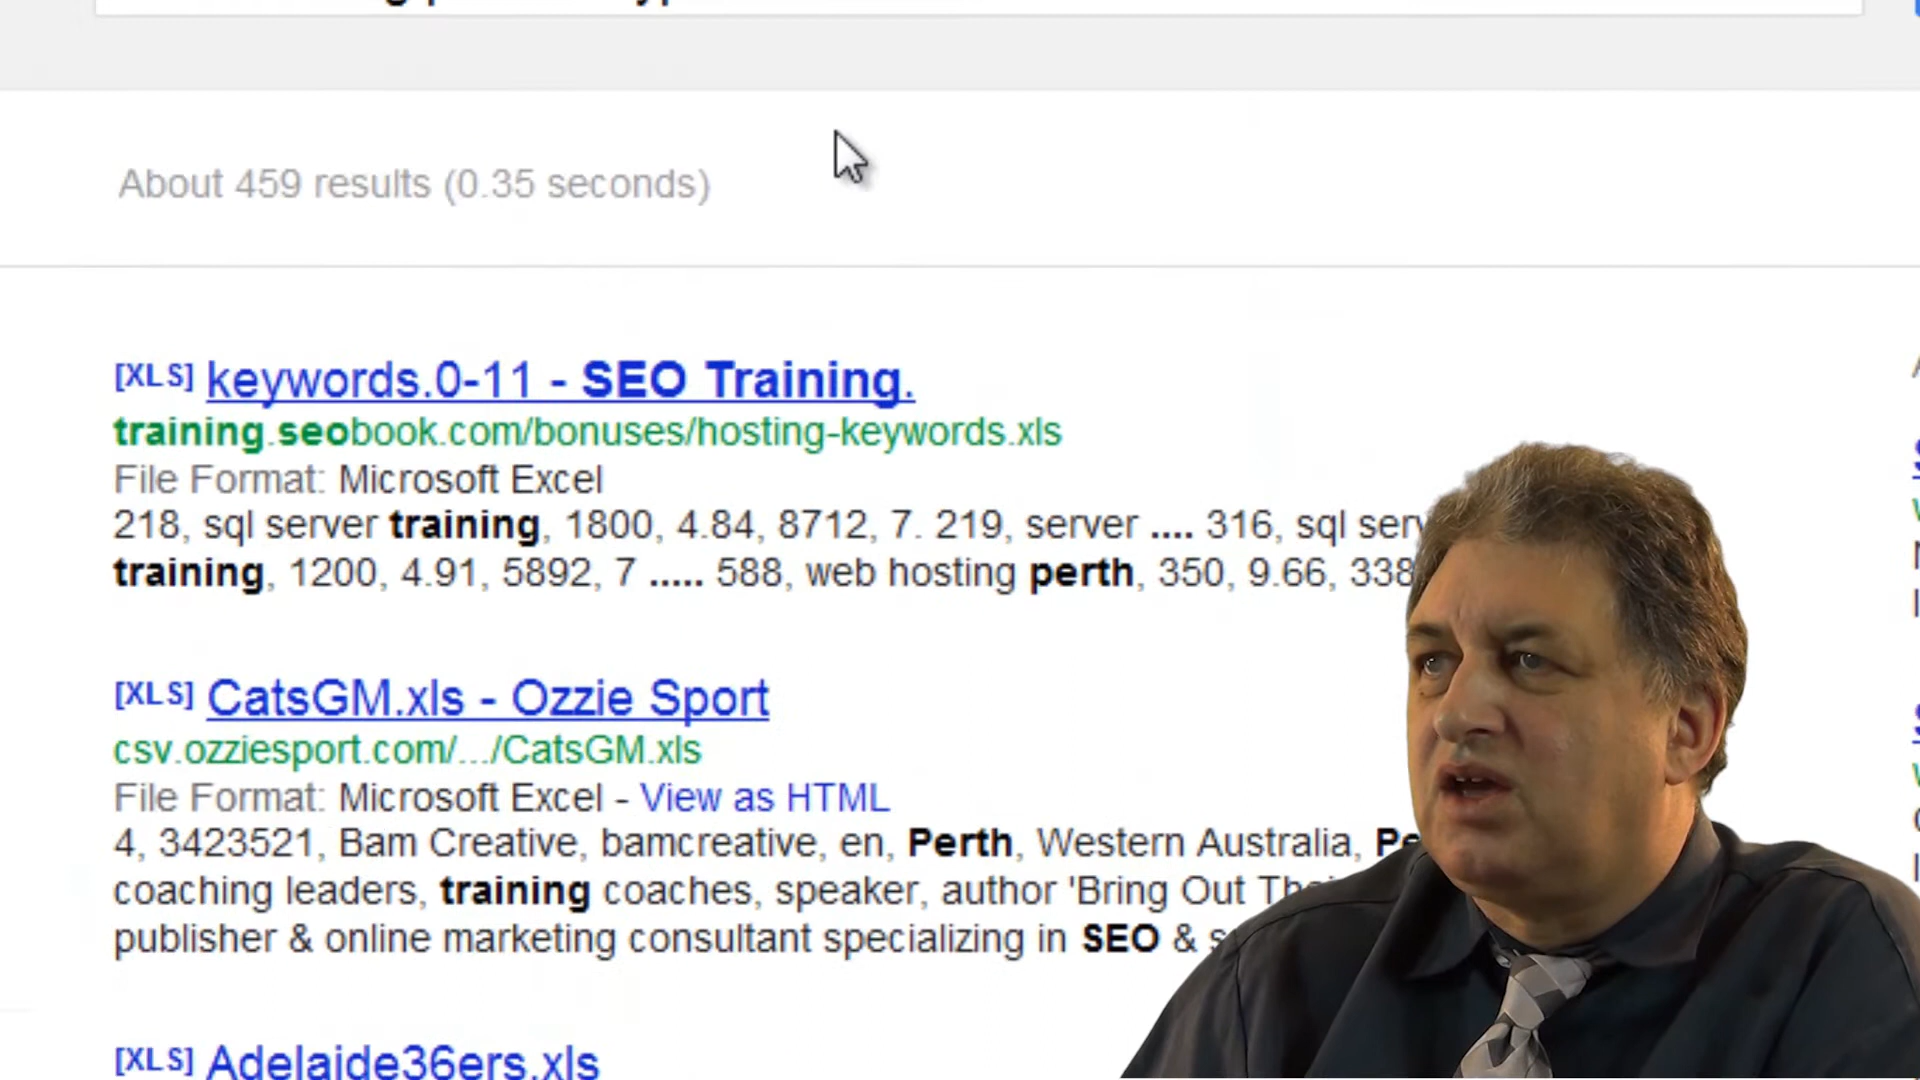 About 459 results (0.35 seconds)
[XLS] keywords.0-11 - SEO Training.
training.seobook.com/bonuses/hosting-keywords.xls
File Format: Microsoft Excel
218, sql server training, 1800, 4.84, 8712, 7. 219, server .... 316, sql serv
training, 1200, 4.91, 5892, 7 ..... 588, web hosting perth, 350, 9.66, 338
[XLS] CatsGM.xls - Ozzie Sport
csv.ozziesport.com/.../CatsGM.xls
File Format: Microsoft Excel - View as HTML
4, 3423521, Bam Creative, bamcreative, en, Perth, Western Australia, Pe
coaching leaders, training coaches, speaker, author 'Bring Out
publisher & online marketing consultant specializing in SEO & s
[XLS] Adelaide36ers.xls